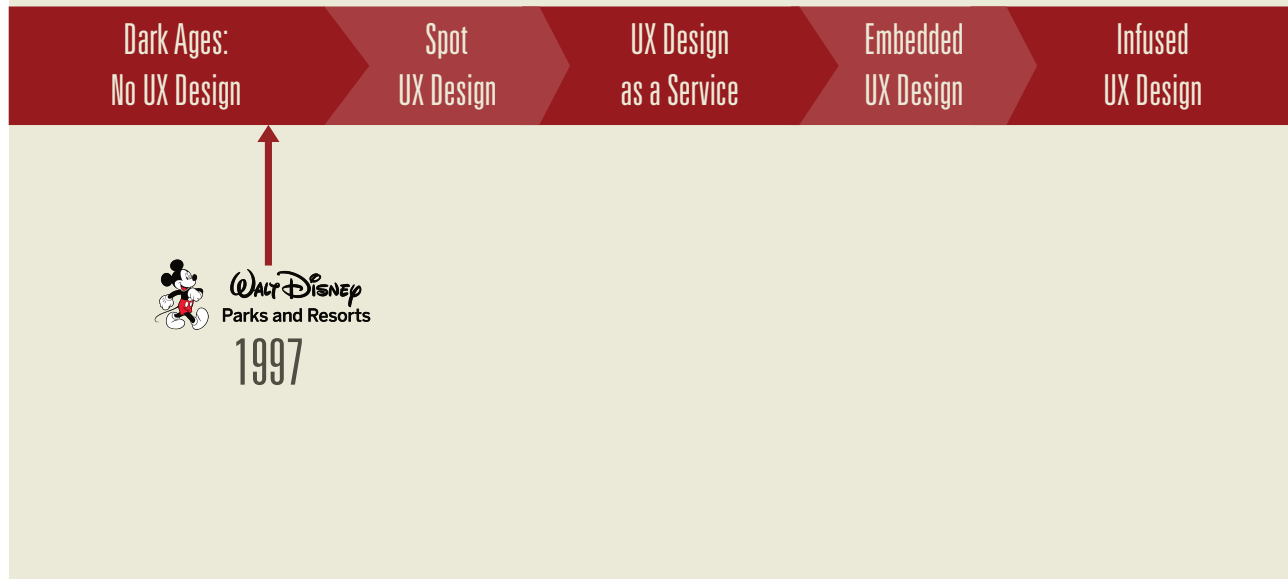 Dark Ages:
No UX Design
Spot
UX Design
UX Design
as a Service
Embedded
UX Design
Infused
UX Design
Walt Disney
Parks and Resorts
1997